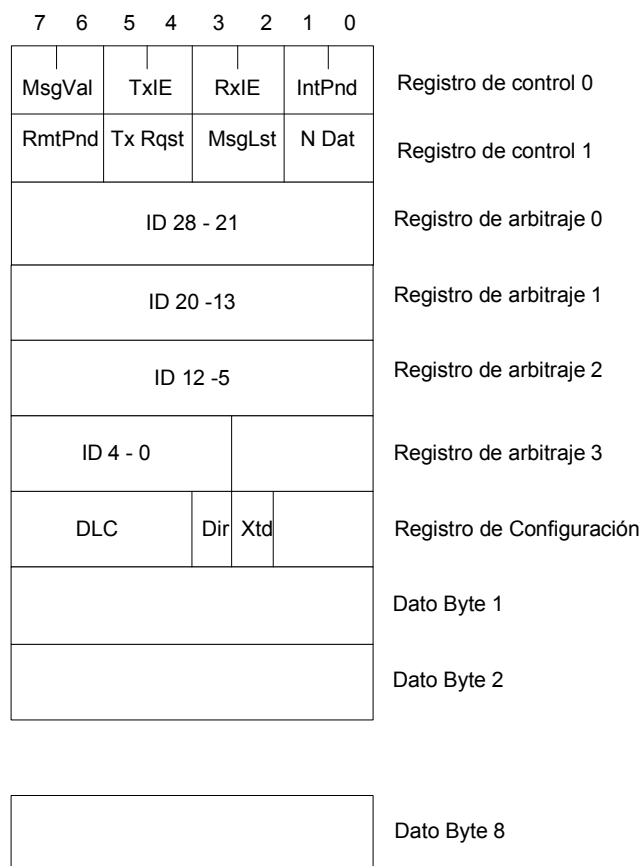 7 6 5 4 3 2 1 0
MsgVal TxIE RxIE IntPnd Registro de control 0
RmtPnd Tx Rqst MsgLst N Dat Registro de control 1
ID 28 - 21 Registro de arbitraje 0
ID 20 -13 Registro de arbitraje 1
ID 12 -5 Registro de arbitraje 2
ID 4 - 0 Registro de arbitraje 3
DLC Dir Xtd Registro de Configuración
Dato Byte 1
Dato Byte 2
Dato Byte 8